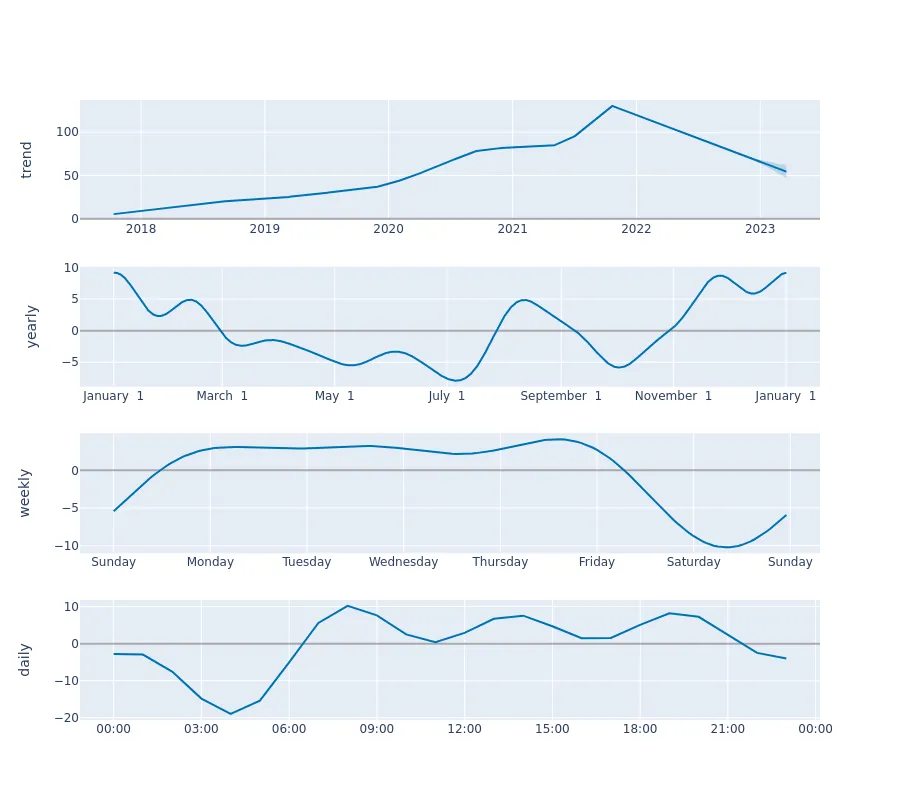 trend
100
50
0
2018 2019 2020 2021 2022 2023
yearly
10
5
0
−5
January 1 March 1 May 1 July 1 September 1 November 1 January 1
weekly
0
−5
−10
Sunday Monday Tuesday Wednesday Thursday Friday Saturday Sunday
daily
10
0
−10
−20
00:00 03:00 06:00 09:00 12:00 15:00 18:00 21:00 00:00